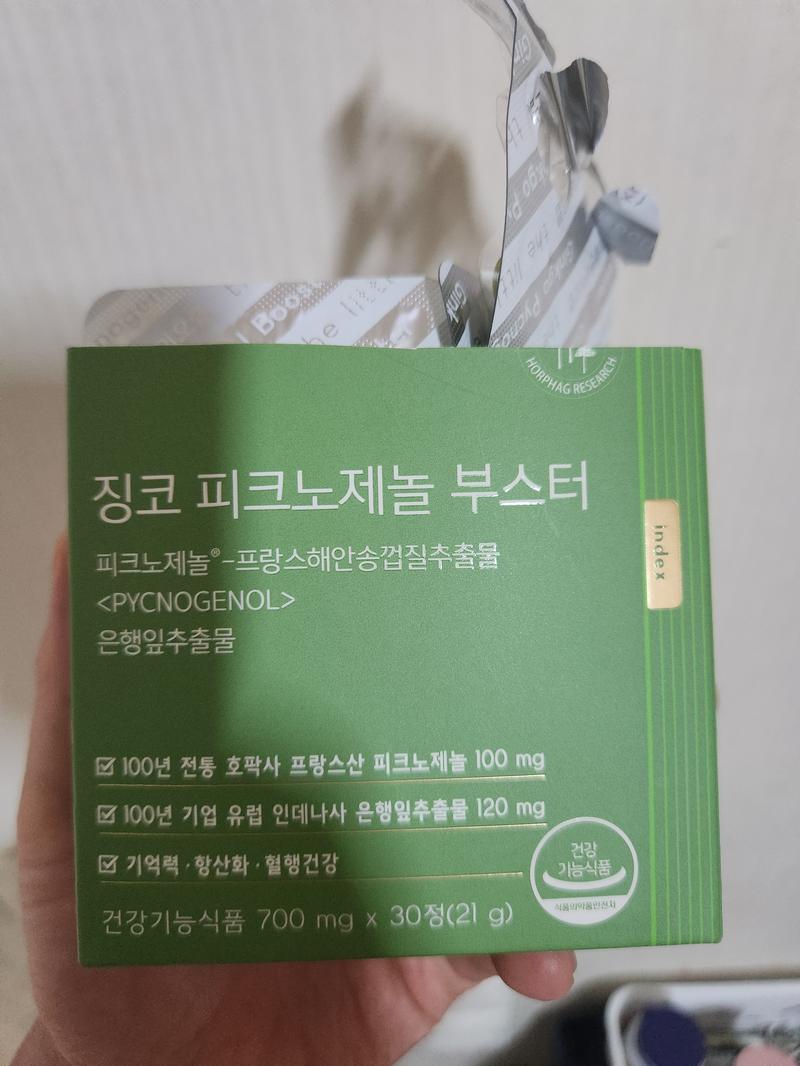 HORPHAG RESEARCH
징코 피크노제놀 부스터
index
피크노제놀®-프랑스해안송껍질추출물
<PYCNOGENOL>
은행잎추출물
☑ 100년 전통 호팍사 프랑스산 피크노제놀 100 mg
☑ 100년 기업 유럽 인데나사 은행잎추출물 120 mg
☑ 기억력·항산화·혈행건강
건강
기능식품
식품의약품안전처
건강기능식품 700 mg x 30정(21 g)